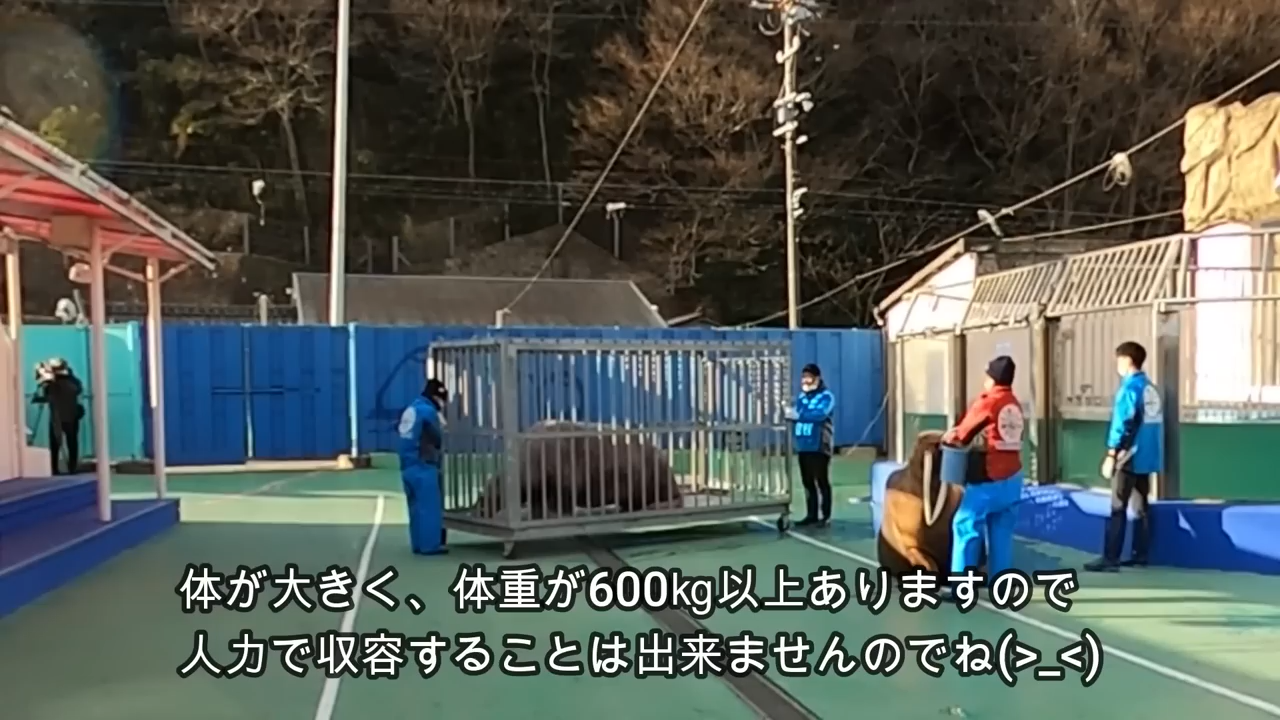 体が大きく、体重が600㎏以上ありますので
人力で収容することは出来ませんのでね(>_<)